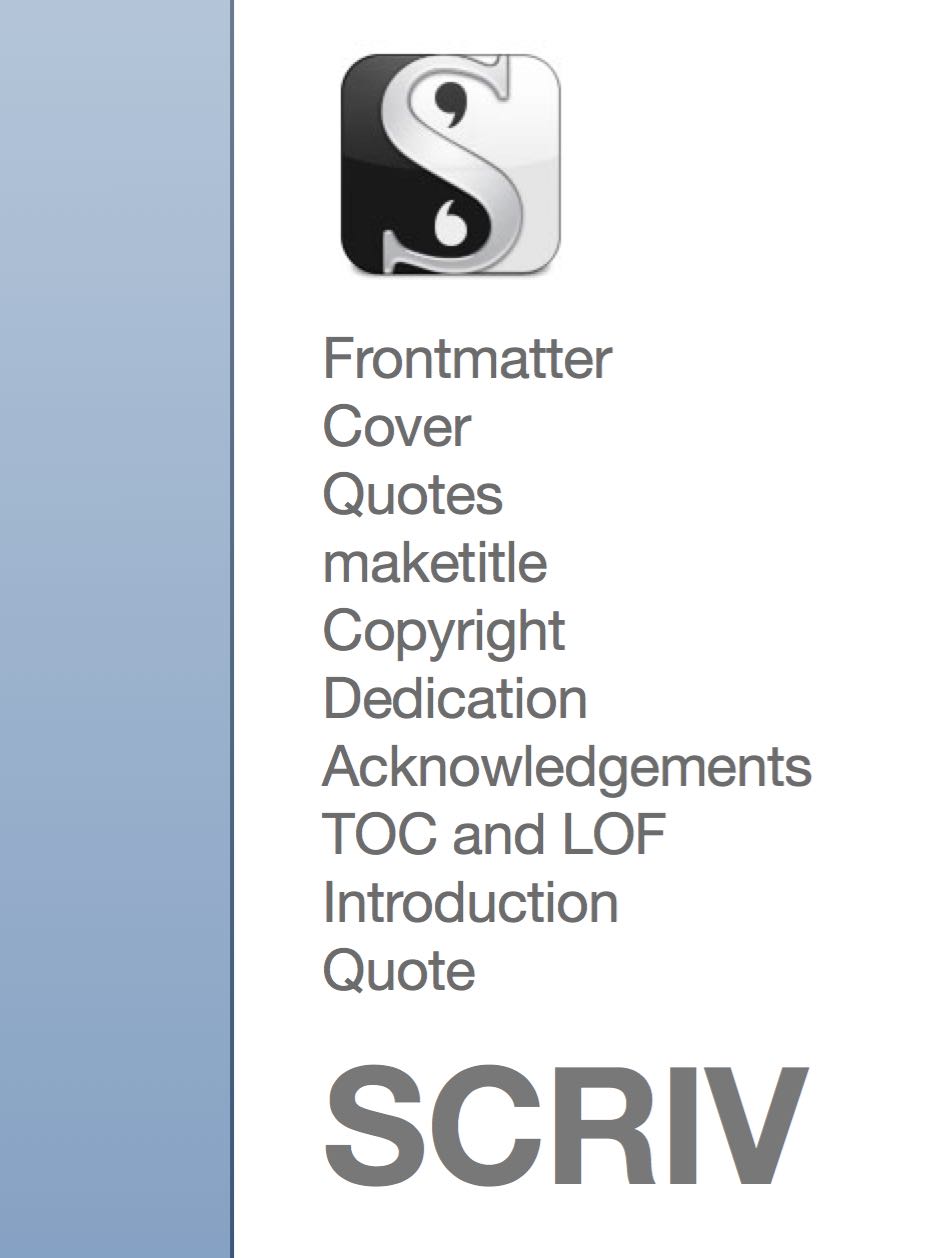 Frontmatter
Cover
Quotes
maketitle
Copyright
Dedication
Acknowledgements
TOC and LOF
Introduction
Quote
SCRIV